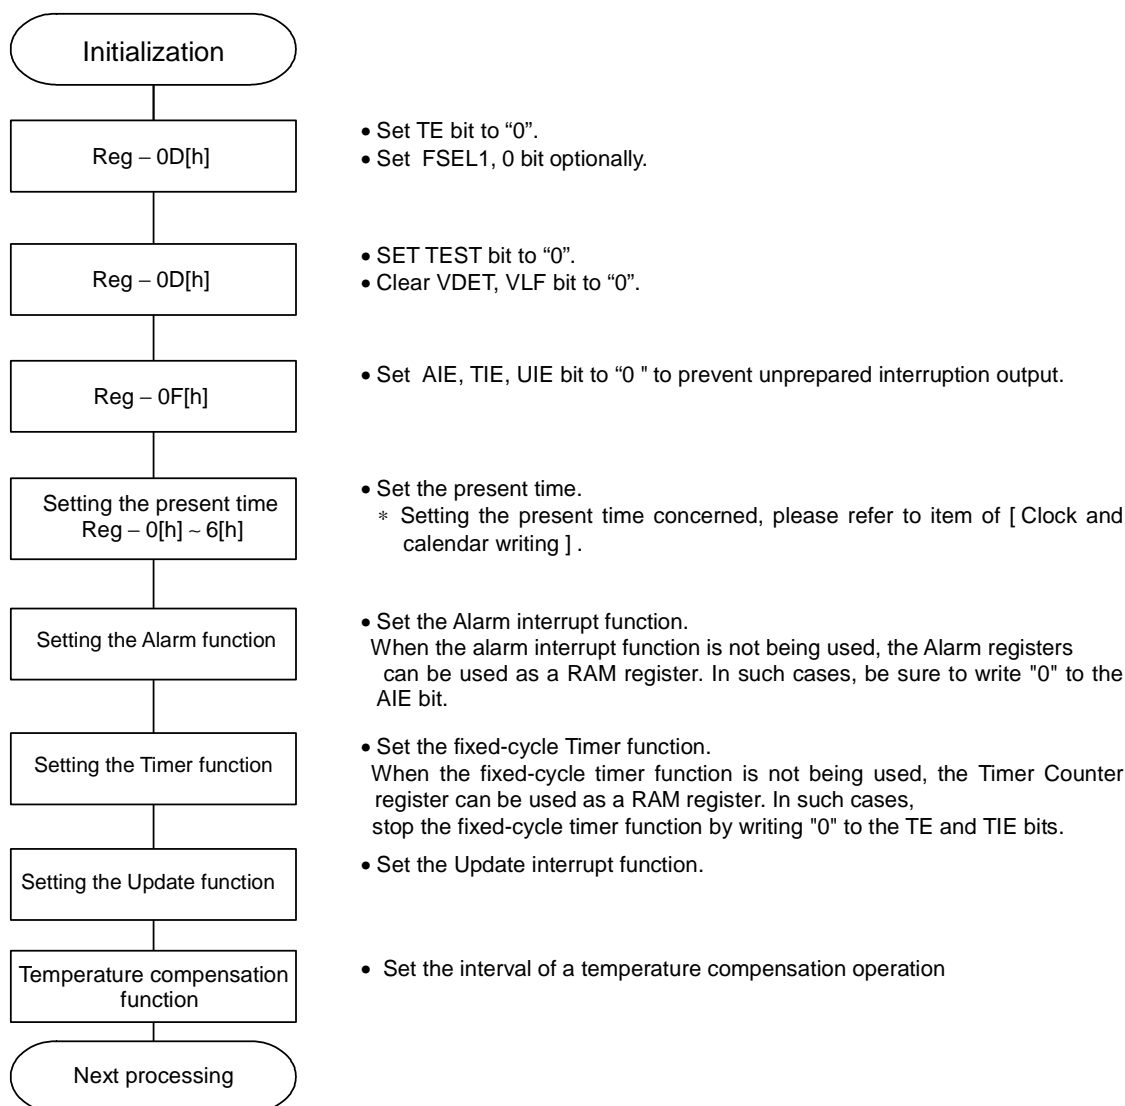 Initialization
Reg – 0D[h]
• Set TE bit to “0”.
• Set FSEL1, 0 bit optionally.
Reg – 0D[h]
• SET TEST bit to “0”.
• Clear VDET, VLF bit to “0”.
Reg – 0F[h]
• Set AIE, TIE, UIE bit to “0 " to prevent unprepared interruption output.
Setting the present time
Reg – 0[h] ~ 6[h]
• Set the present time.
* Setting the present time concerned, please refer to item of [ Clock and
calendar writing ] .
Setting the Alarm function
• Set the Alarm interrupt function.
When the alarm interrupt function is not being used, the Alarm registers
can be used as a RAM register. In such cases, be sure to write "0" to the
AIE bit.
Setting the Timer function
• Set the fixed-cycle Timer function.
When the fixed-cycle timer function is not being used, the Timer Counter
register can be used as a RAM register. In such cases,
stop the fixed-cycle timer function by writing "0" to the TE and TIE bits.
Setting the Update function
• Set the Update interrupt function.
Temperature compensation
function
• Set the interval of a temperature compensation operation
Next processing